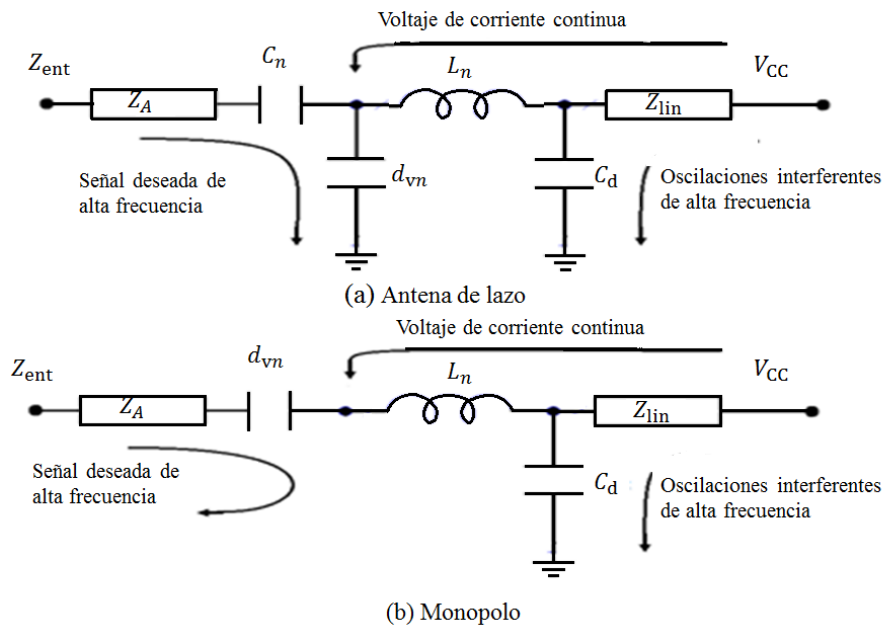 Voltaje de corriente continua
Z_ent
C_n
L_n
V_CC
Z_A
Z_lin
Señal deseada de
alta frecuencia
d_vn
C_d
Oscilaciones interferentes
de alta frecuencia
(a) Antena de lazo
Voltaje de corriente continua
Z_ent
d_vn
L_n
V_CC
Z_A
Z_lin
Señal deseada de
alta frecuencia
C_d
Oscilaciones interferentes
de alta frecuencia
(b) Monopolo